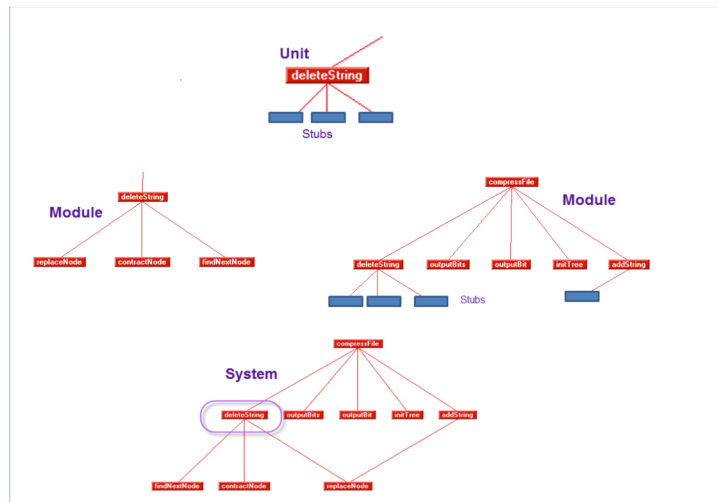 Unit
deleteString
Stubs
deleteString
Module
replaceNode contractNode findNextNode
compressFile
Module
deleteString outputBits outputBit initTree addString
Stubs
compressFile
System
deleteString outputBits outputBit initTree addString
findNextNode contractNode replaceNode